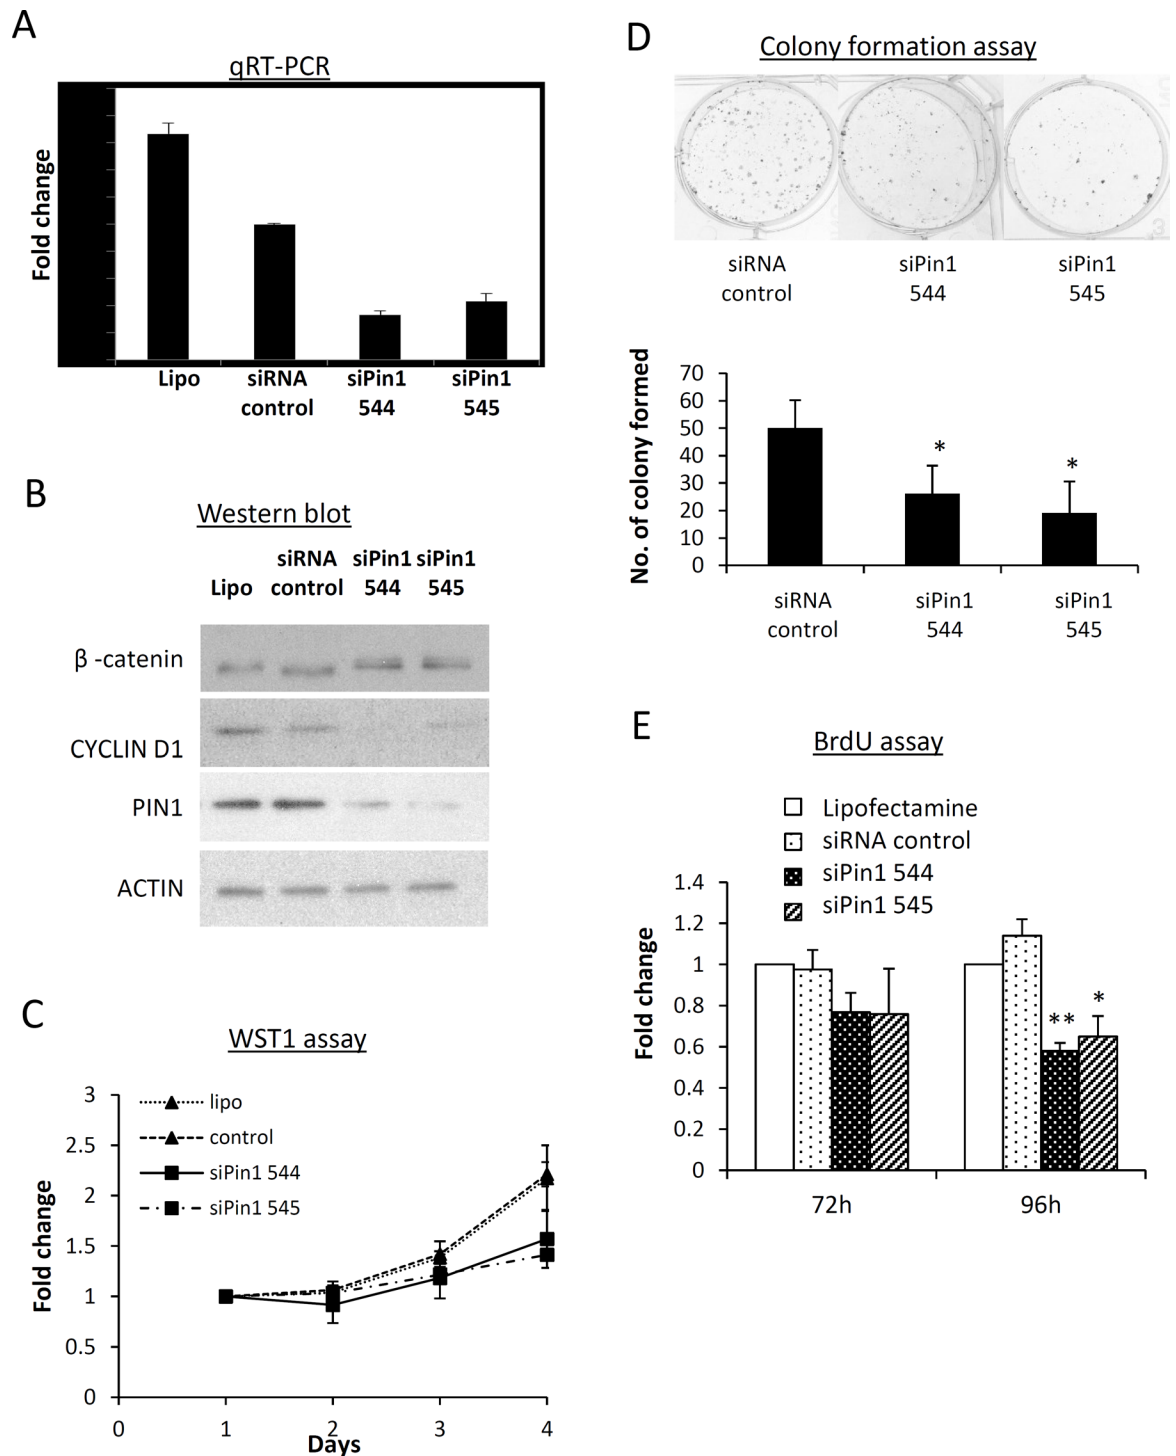 A
qRT-PCR
Fold change
Lipo
siRNA
control
siPin1
544
siPin1
545
B
Western blot
Lipo
siRNA
control
siPin1
544
siPin1
545
β -catenin
CYCLIN D1
PIN1
ACTIN
C
WST1 assay
lipo
control
siPin1 544
siPin1 545
Fold change
3
2.5
2
1.5
1
0.5
0
0
1
2
3
4
Days
D
Colony formation assay
siRNA
control
siPin1
544
siPin1
545
No. of colony formed
70
60
50
40
30
20
10
0
*
*
siRNA
control
siPin1
544
siPin1
545
E
BrdU assay
Lipofectamine
siRNA control
siPin1 544
siPin1 545
Fold change
1.4
1.2
1
0.8
0.6
0.4
0.2
0
**
*
72h
96h